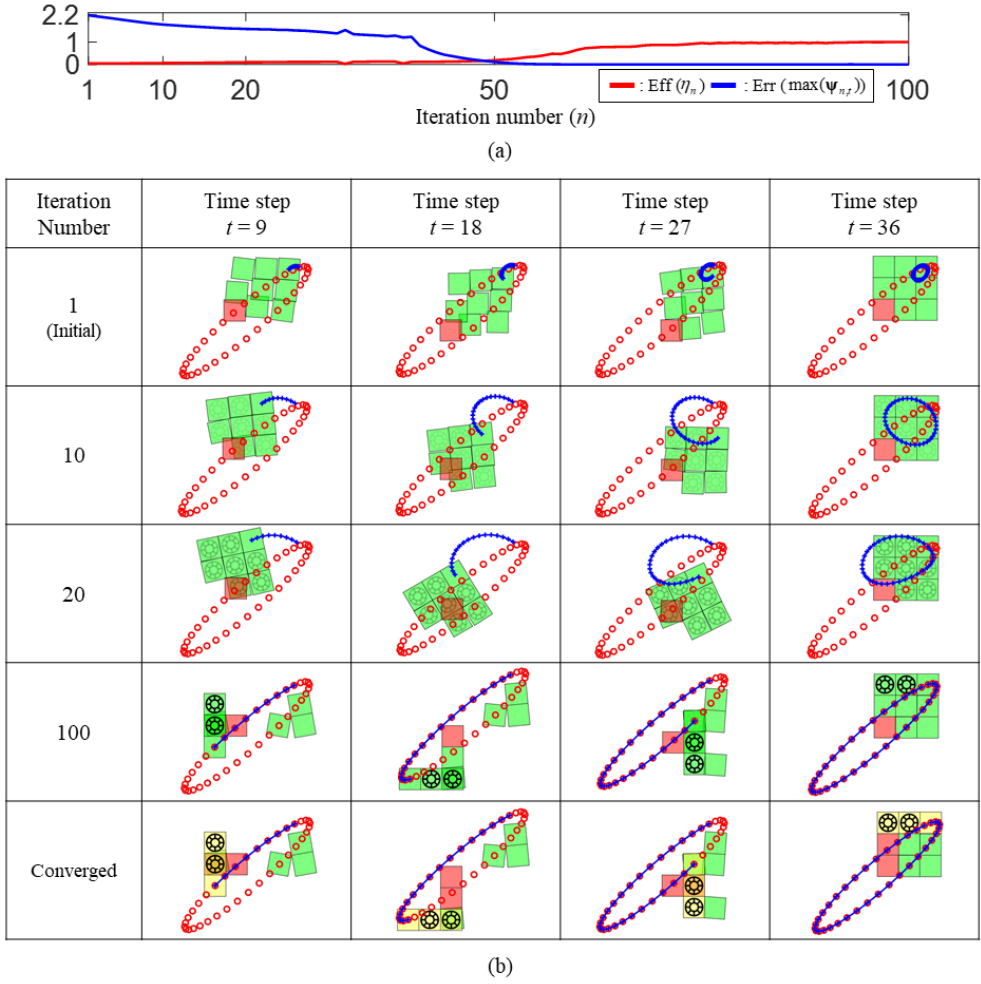 2.2
1
0
1 10 20 50 100
: Eff (ηₙ) : Err (max(ψₙ,ₜ))
Iteration number (n)
(a)
Iteration Number
Time step t = 9
Time step t = 18
Time step t = 27
Time step t = 36
1 (Initial)
10
20
100
Converged
(b)